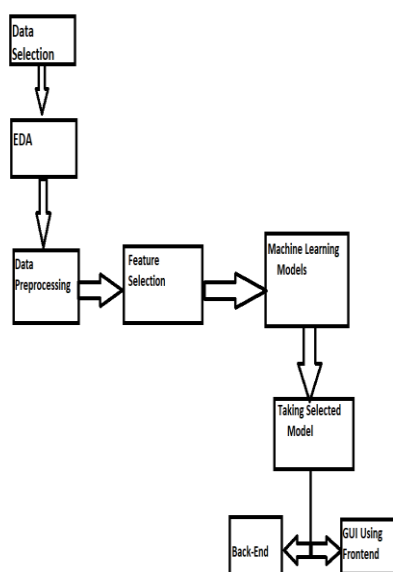 Data
Selection
EDA
Data
Preprocessing
Feature
Selection
Machine Learning
Models
Taking Selected
Model
Back-End
GUI Using
Frontend